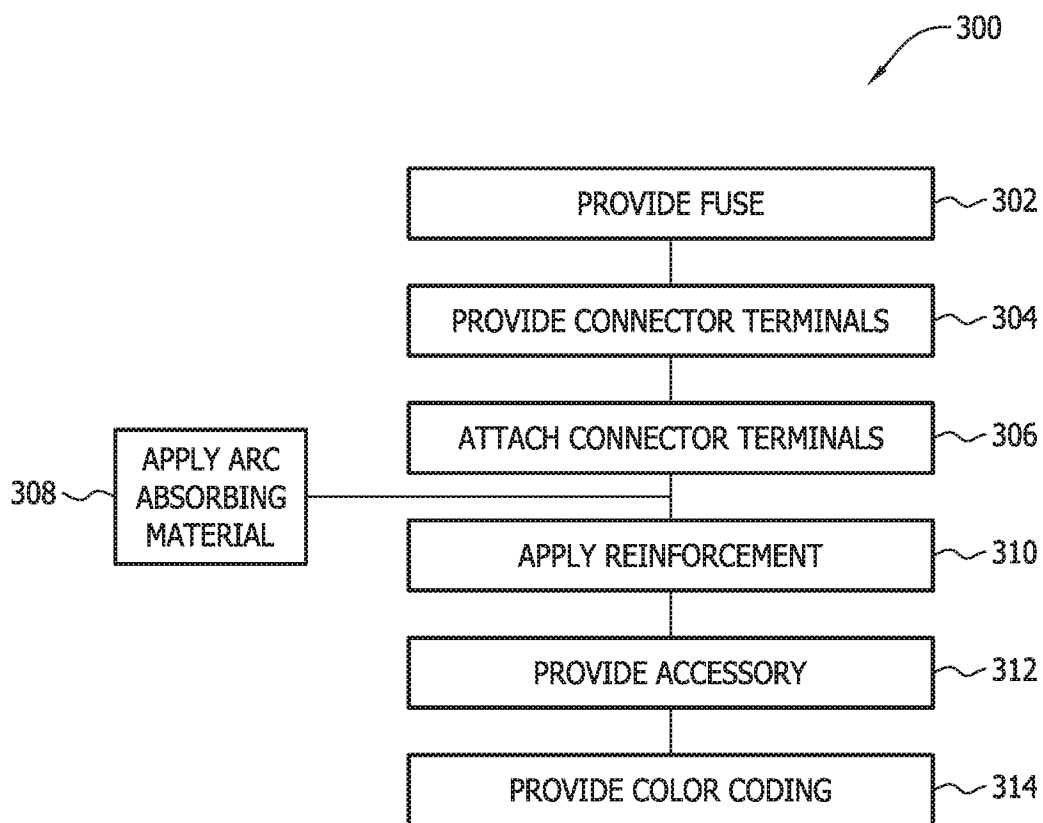 300
PROVIDE FUSE
302
PROVIDE CONNECTOR TERMINALS
304
ATTACH CONNECTOR TERMINALS
306
308
APPLY ARC
ABSORBING
MATERIAL
APPLY REINFORCEMENT
310
PROVIDE ACCESSORY
312
PROVIDE COLOR CODING
314